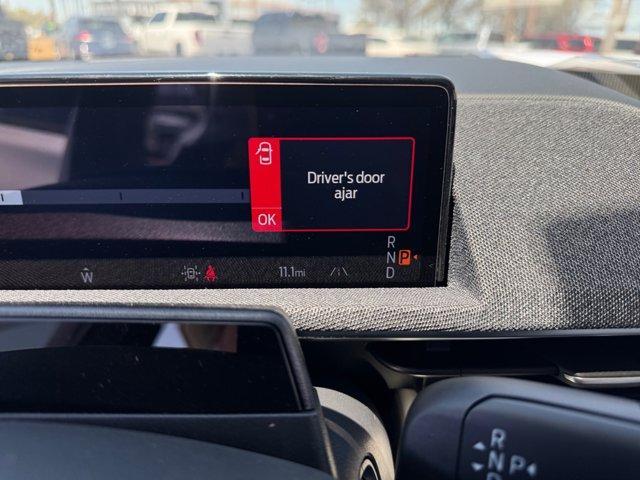 Driver's door
ajar
OK
R
N P
D
W
11.1mi
R
N P